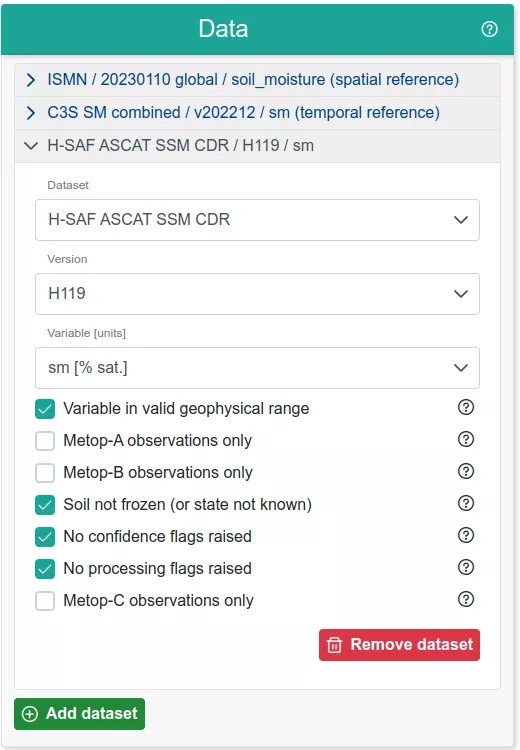 Data
ISMN / 20230110 global / soil_moisture (spatial reference)
C3S SM combined / v202212 / sm (temporal reference)
H-SAF ASCAT SSM CDR / H119 / sm
Dataset
H-SAF ASCAT SSM CDR
Version
H119
Variable [units]
sm [% sat.]
Variable in valid geophysical range
Metop-A observations only
Metop-B observations only
Soil not frozen (or state not known)
No confidence flags raised
No processing flags raised
Metop-C observations only
Remove dataset
Add dataset